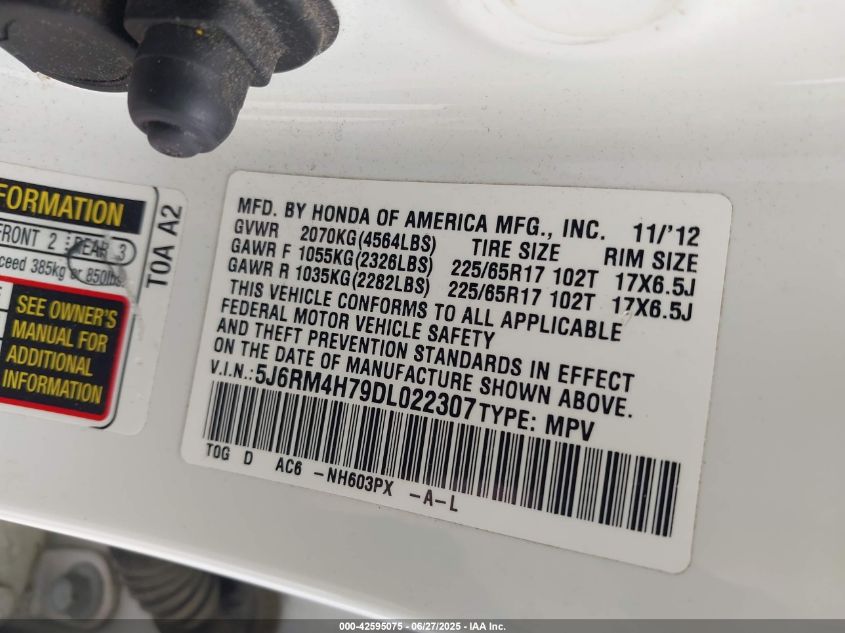 FORMATION
FRONT 2 REAR 3
ceed 385kg or 850lbs.
SEE OWNER'S
MANUAL FOR
ADDITIONAL
INFORMATION
T0A A2
MFD. BY HONDA OF AMERICA MFG., INC. 11/'12
GVWR 2070KG(4564LBS) TIRE SIZE RIM SIZE
GAWR F 1055KG(2326LBS) 225/65R17 102T 17X6.5J
GAWR R 1035KG(2282LBS) 225/65R17 102T 17X6.5J
THIS VEHICLE CONFORMS TO ALL APPLICABLE
FEDERAL MOTOR VEHICLE SAFETY
AND THEFT PREVENTION STANDARDS IN EFFECT
ON THE DATE OF MANUFACTURE SHOWN ABOVE.
V.I.N.: 5J6RM4H79DL022307 TYPE: MPV
T0G D AC6 -NH603PX -A-L
000-42595075 - 06/27/2025 - IAA Inc.